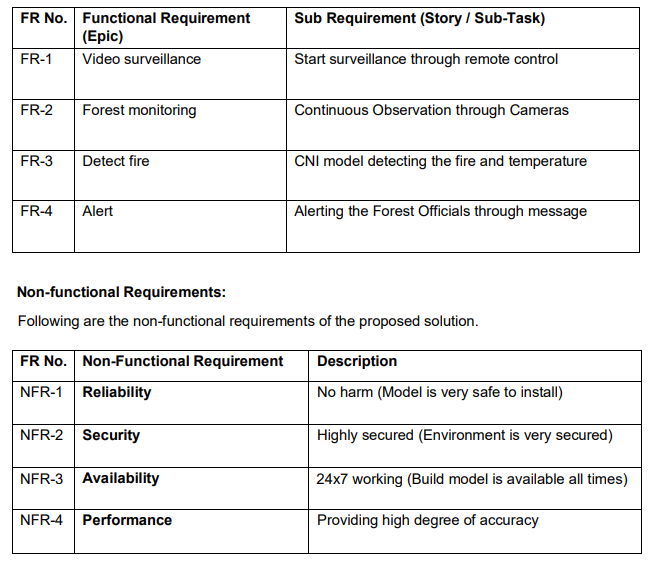 FR No. Functional Requirement (Epic) Sub Requirement (Story / Sub-Task)
FR-1 Video surveillance Start surveillance through remote control
FR-2 Forest monitoring Continuous Observation through Cameras
FR-3 Detect fire CNI model detecting the fire and temperature
FR-4 Alert Alerting the Forest Officials through message
Non-functional Requirements:
Following are the non-functional requirements of the proposed solution.
FR No. Non-Functional Requirement Description
NFR-1 Reliability No harm (Model is very safe to install)
NFR-2 Security Highly secured (Environment is very secured)
NFR-3 Availability 24x7 working (Build model is available all times)
NFR-4 Performance Providing high degree of accuracy